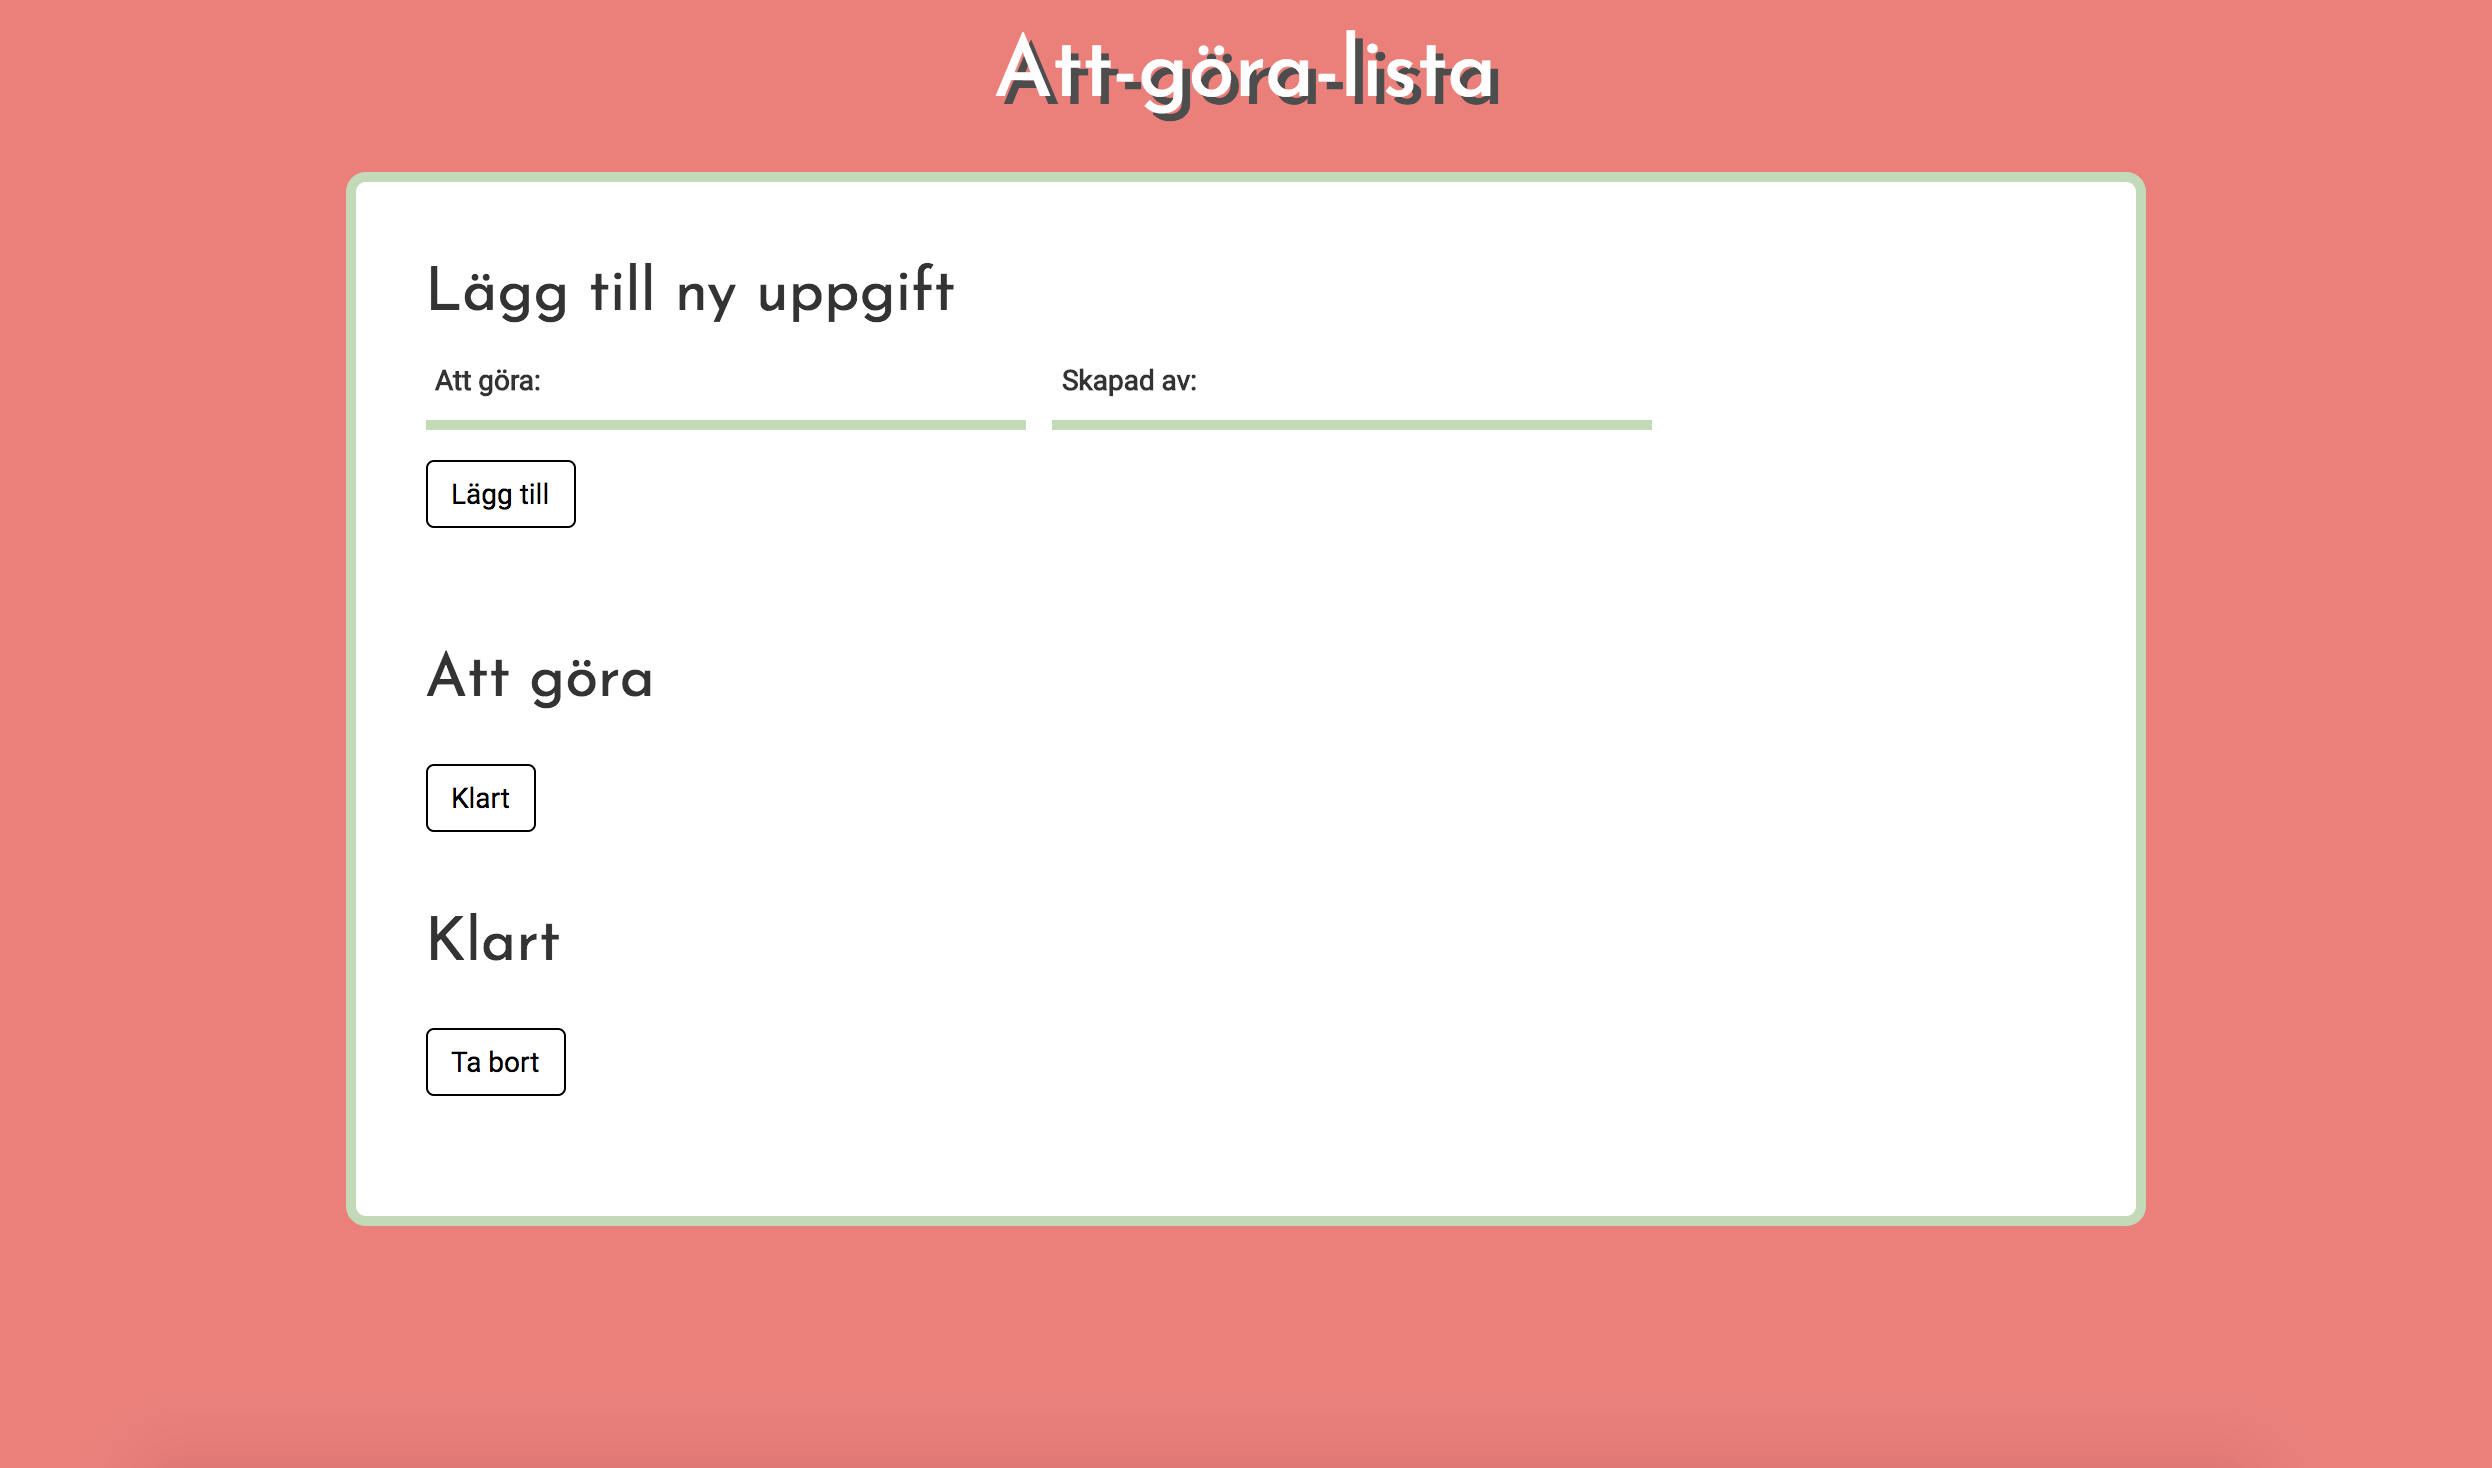 Att-göra-lista
Lägg till ny uppgift
Att göra: Skapad av:
Lägg till
Att göra
Klart
Klart
Ta bort